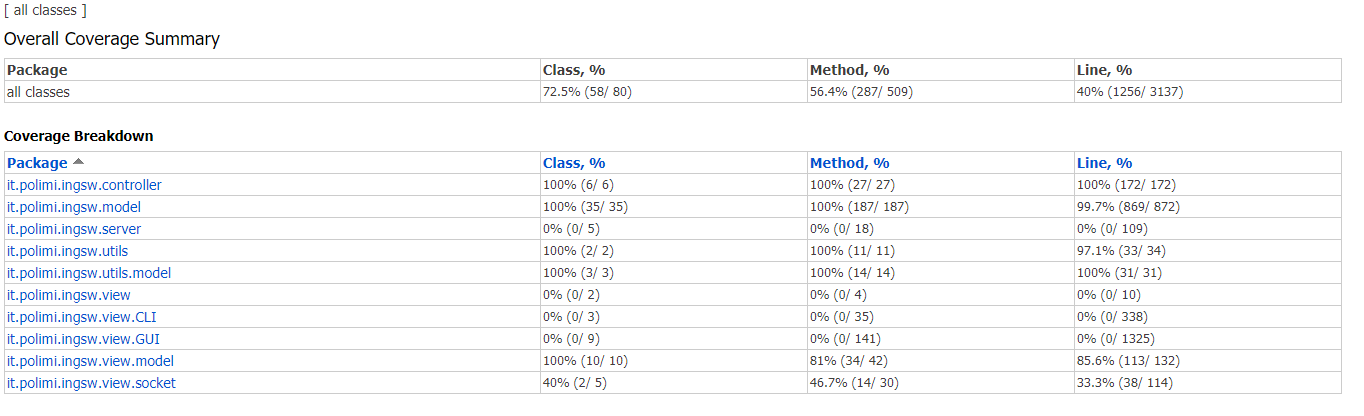 [ all classes ]
Overall Coverage Summary
Package Class, % Method, % Line, %
all classes 72.5% (58/ 80) 56.4% (287/ 509) 40% (1256/ 3137)
Coverage Breakdown
Package Class, % Method, % Line, %
it.polimi.ingsw.controller 100% (6/ 6) 100% (27/ 27) 100% (172/ 172)
it.polimi.ingsw.model 100% (35/ 35) 100% (187/ 187) 99.7% (869/ 872)
it.polimi.ingsw.server 0% (0/ 5) 0% (0/ 18) 0% (0/ 109)
it.polimi.ingsw.utils 100% (2/ 2) 100% (11/ 11) 97.1% (33/ 34)
it.polimi.ingsw.utils.model 100% (3/ 3) 100% (14/ 14) 100% (31/ 31)
it.polimi.ingsw.view 0% (0/ 2) 0% (0/ 4) 0% (0/ 10)
it.polimi.ingsw.view.CLI 0% (0/ 3) 0% (0/ 35) 0% (0/ 338)
it.polimi.ingsw.view.GUI 0% (0/ 9) 0% (0/ 141) 0% (0/ 1325)
it.polimi.ingsw.view.model 100% (10/ 10) 81% (34/ 42) 85.6% (113/ 132)
it.polimi.ingsw.view.socket 40% (2/ 5) 46.7% (14/ 30) 33.3% (38/ 114)